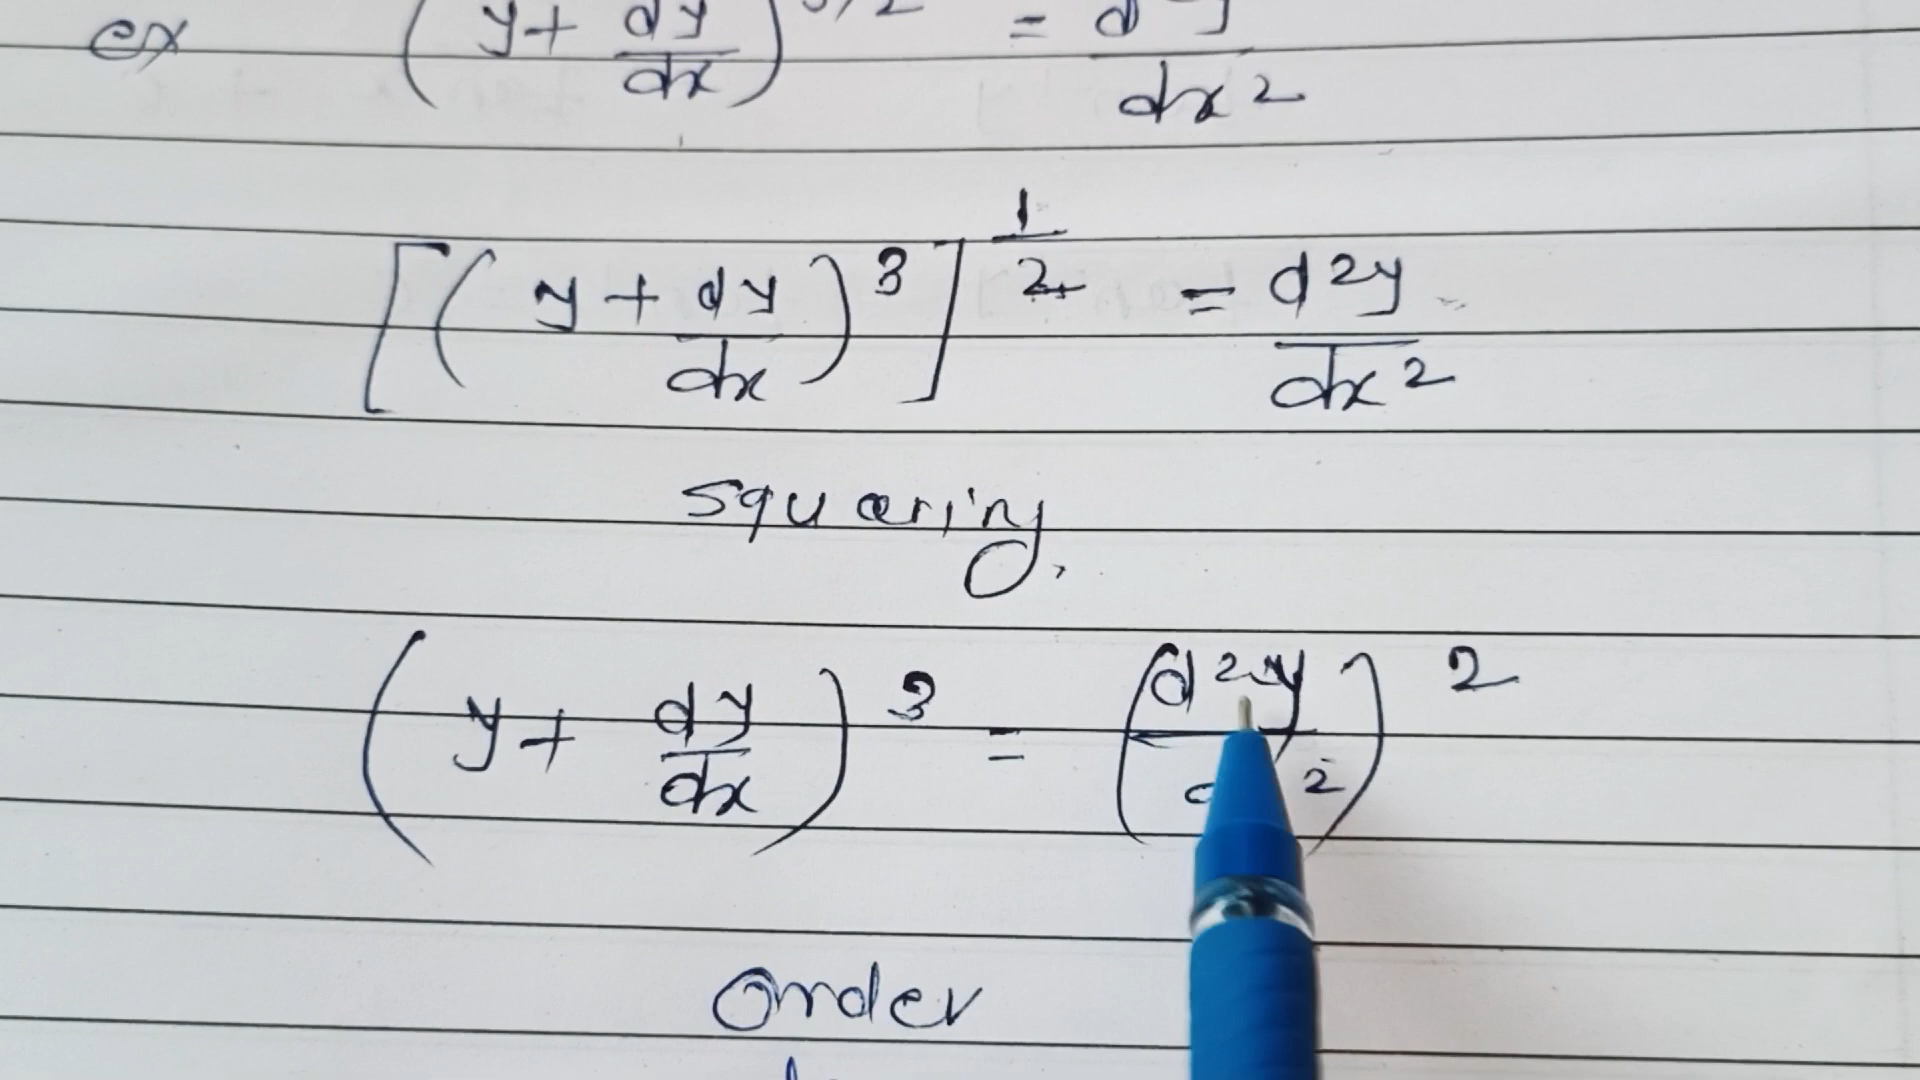 ex (y + dy/dx)^3/2 = d²y/dx²
[(y + dy/dx)³]^1/2 = d²y/dx²
squaring,
(y + dy/dx)³ = (d²y/d ²)²
Order